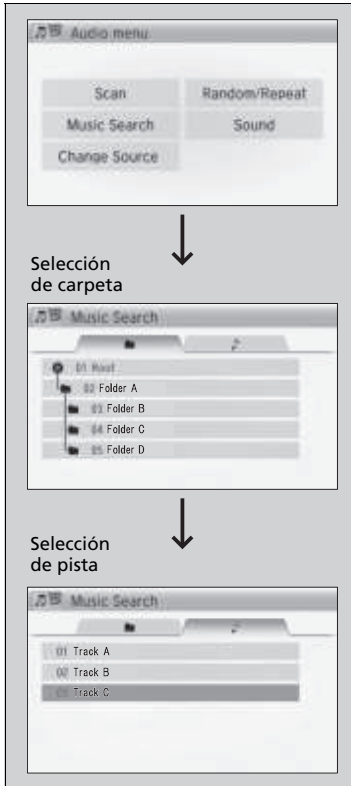 Audio menu
Scan Random/Repeat
Music Search Sound
Change Source
Selección
de carpeta
Music Search
01 Root
02 Folder A
03 Folder B
04 Folder C
05 Folder D
Selección
de pista
Music Search
01 Track A
02 Track B
03 Track C